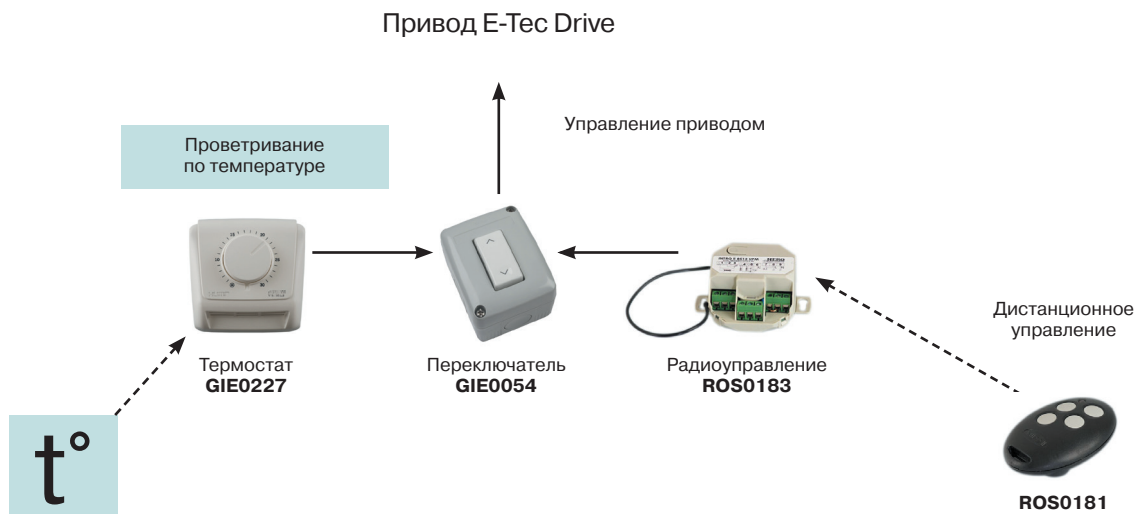 Привод E-Tec Drive
Управление приводом
Проветривание
по температуре
Термостат
GIE0227
Переключатель
GIE0054
Радиоуправление
ROS0183
Дистанционное
управление
ROS0181
t°